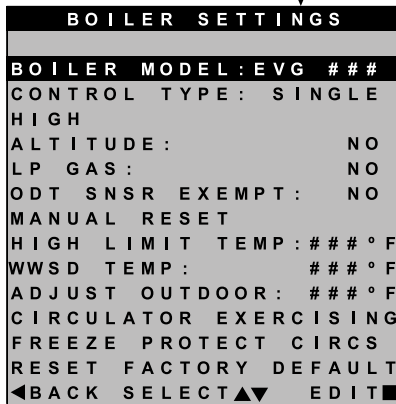 BOILER SETTINGS
BOILER MODEL:EVG ###
CONTROL TYPE: SINGLE
HIGH
ALTITUDE: NO
LP GAS: NO
ODT SNSR EXEMPT: NO
MANUAL RESET
HIGH LIMIT TEMP:###°F
WWSD TEMP: ###°F
ADJUST OUTDOOR: ###°F
CIRCULATOR EXERCISING
FREEZE PROTECT CIRCS
RESET FACTORY DEFAULT
◀BACK SELECT▲▼ EDIT■